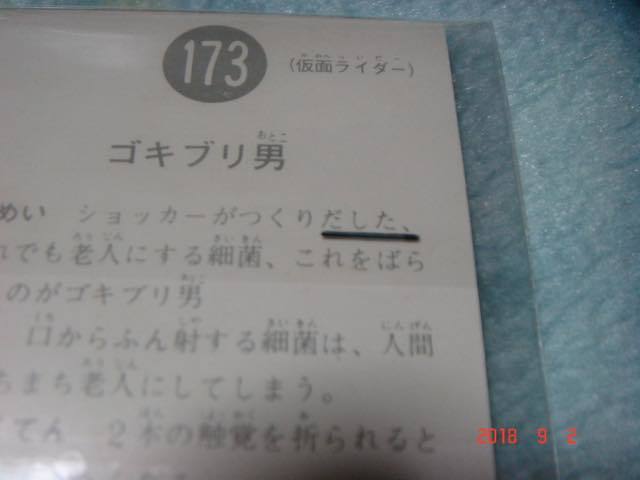 173
(仮面ライダー)
ゴキブリ男
めい ショッカーがつくりだした、
れでも老人にする細菌、これをばら
のがゴキブリ男
口からふん射する細菌は、人間
ちまち老人にしてしまう。
てん 2本の触覚を折られると
2018 9 2